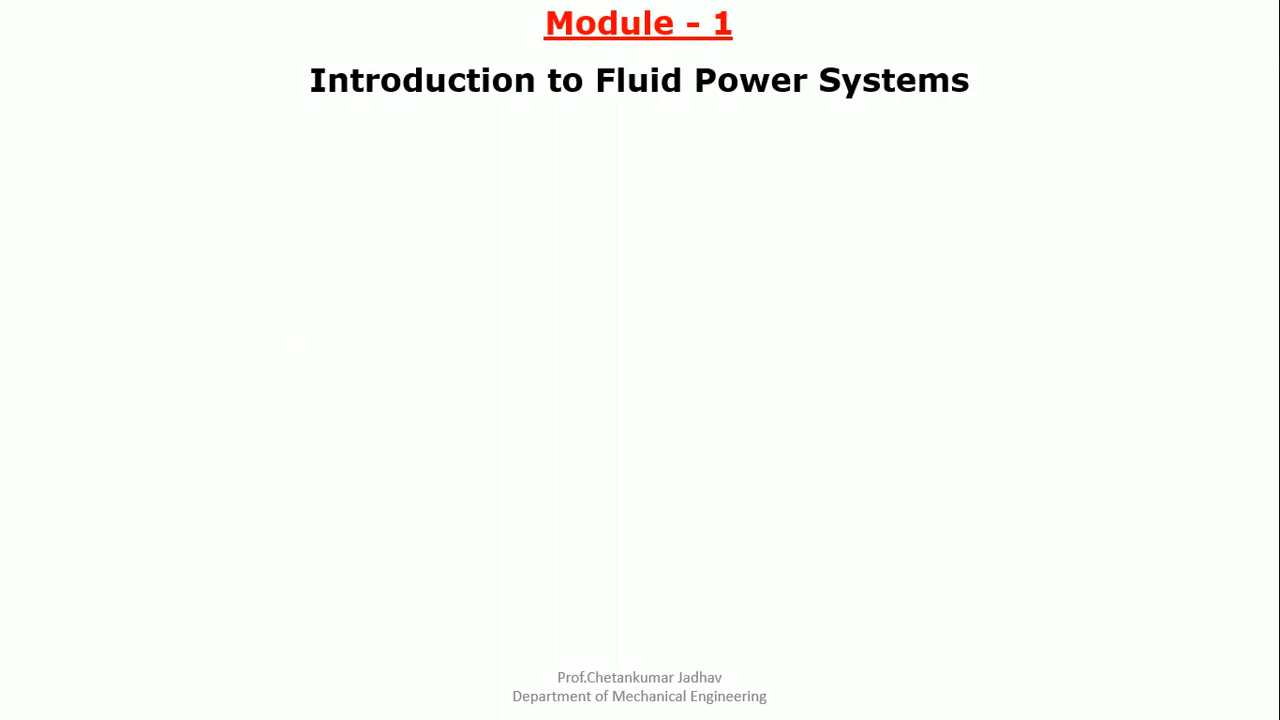 Module - 1
Introduction to Fluid Power Systems
Prof.Chetankumar Jadhav
Department of Mechanical Engineering